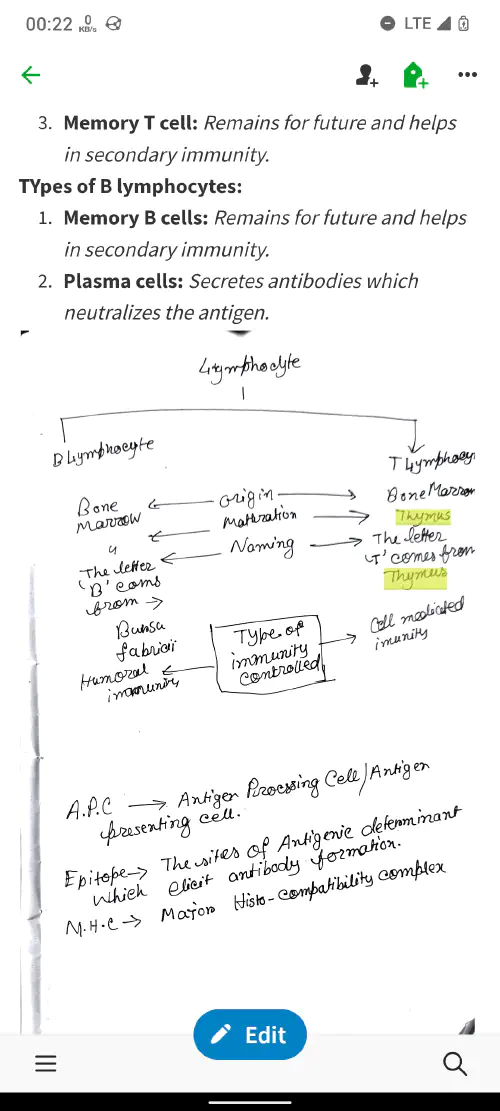 00:22 0 KB/s LTE
3. Memory T cell: Remains for future and helps
in secondary immunity.
TYpes of B lymphocytes:
1. Memory B cells: Remains for future and helps
in secondary immunity.
2. Plasma cells: Secretes antibodies which
neutralizes the antigen.
Lymphocyte
B Lymphocyte
T Lymphocy
Bone Marrow
origin
Bone Marrow
"
Maturation
Thymus
The letter 'B' coms from →
Naming
The letter 'T' comes from Thymus
Bursa fabricii
Humoral immunity
TYpe of immunity controlled
Cell mediated imunity
A.P.C → Antigen Processing Cell/Antigen
presenting cell.
Epitope → The sites of Antigenic determinant
which elicit antibody formation.
M.H.C → Major Histo-compatibility complex
Edit